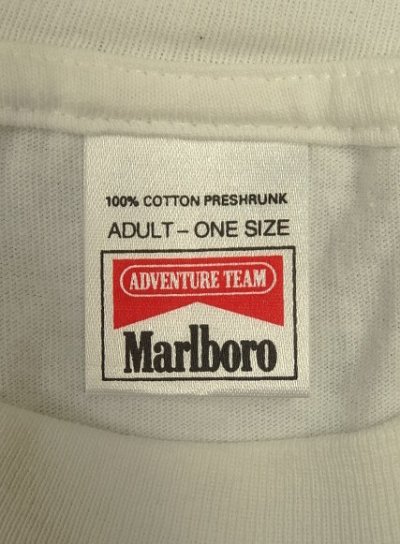 100% COTTON PRESHRUNK
ADULT – ONE SIZE
ADVENTURE TEAM
Marlboro